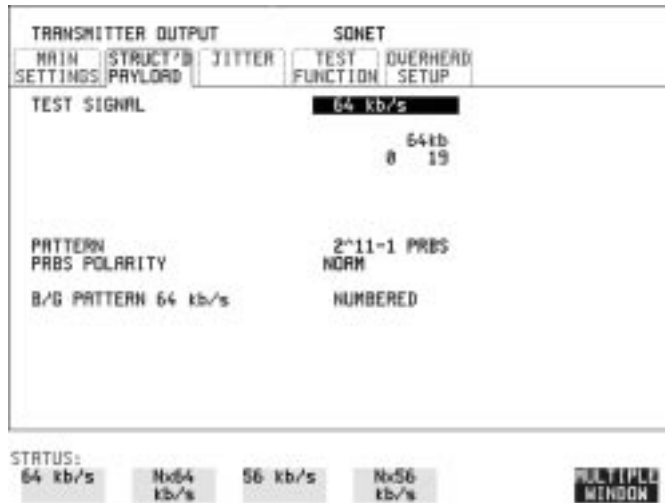 TRANSMITTER OUTPUT SONET
MAIN SETTINGS STRUCT'D PAYLOAD JITTER TEST FUNCTION OVERHEAD SETUP
TEST SIGNAL 64 kb/s
64kb
0 19
PATTERN 2^11-1 PRBS
PRBS POLARITY NORM
B/G PATTERN 64 kb/s NUMBERED
STATUS:
64 kb/s Nx64 kb/s 56 kb/s Nx56 kb/s MULTIPLE WINDOW